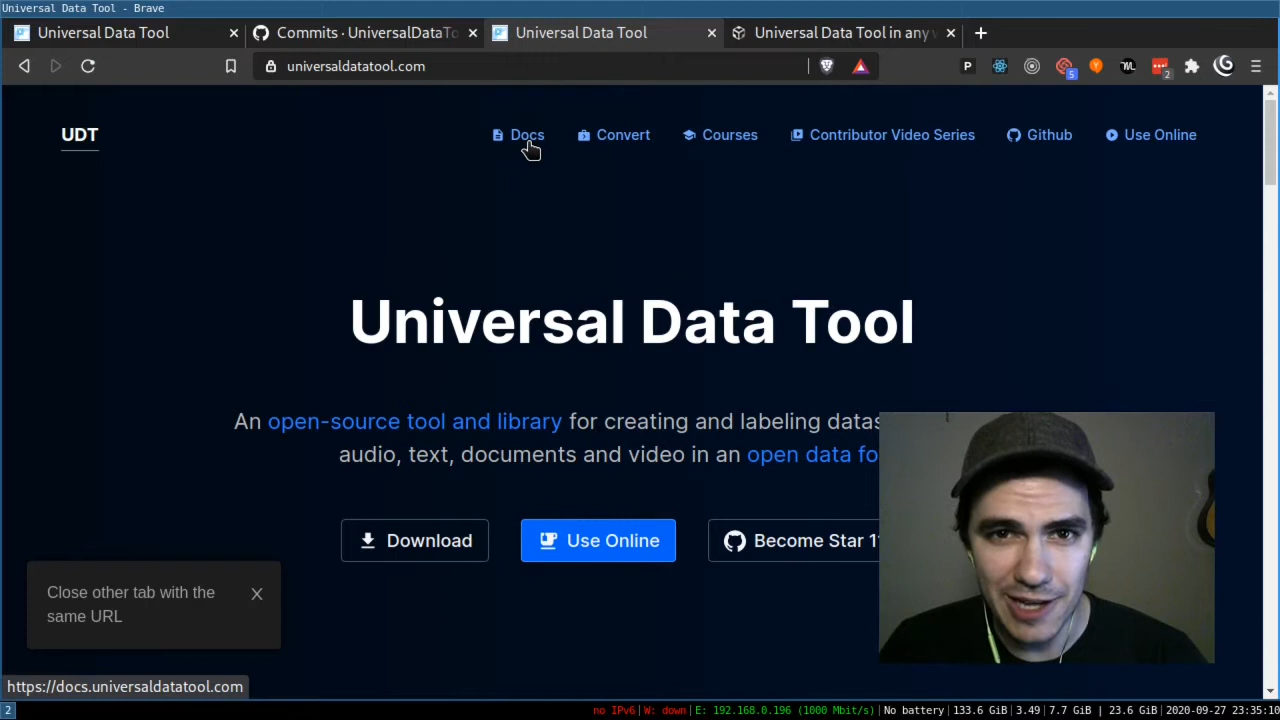 Universal Data Tool - Brave
Universal Data Tool
Commits · UniversalDataTo
Universal Data Tool
Universal Data Tool in any
universaldatatool.com
P
5
2
UDT
Docs
Convert
Courses
Contributor Video Series
Github
Use Online
Universal Data Tool
An open-source tool and library for creating and labeling datas
audio, text, documents and video in an open data fo
Download
Use Online
Become Star 1
Close other tab with the
same URL
X
https://docs.universaldatatool.com
2
no IPv6|W: down|E: 192.168.0.196 (1000 Mbit/s)|No battery|133.6 GiB|3.49|7.7 GiB | 23.6 GiB|2020-09-27 23:35:10